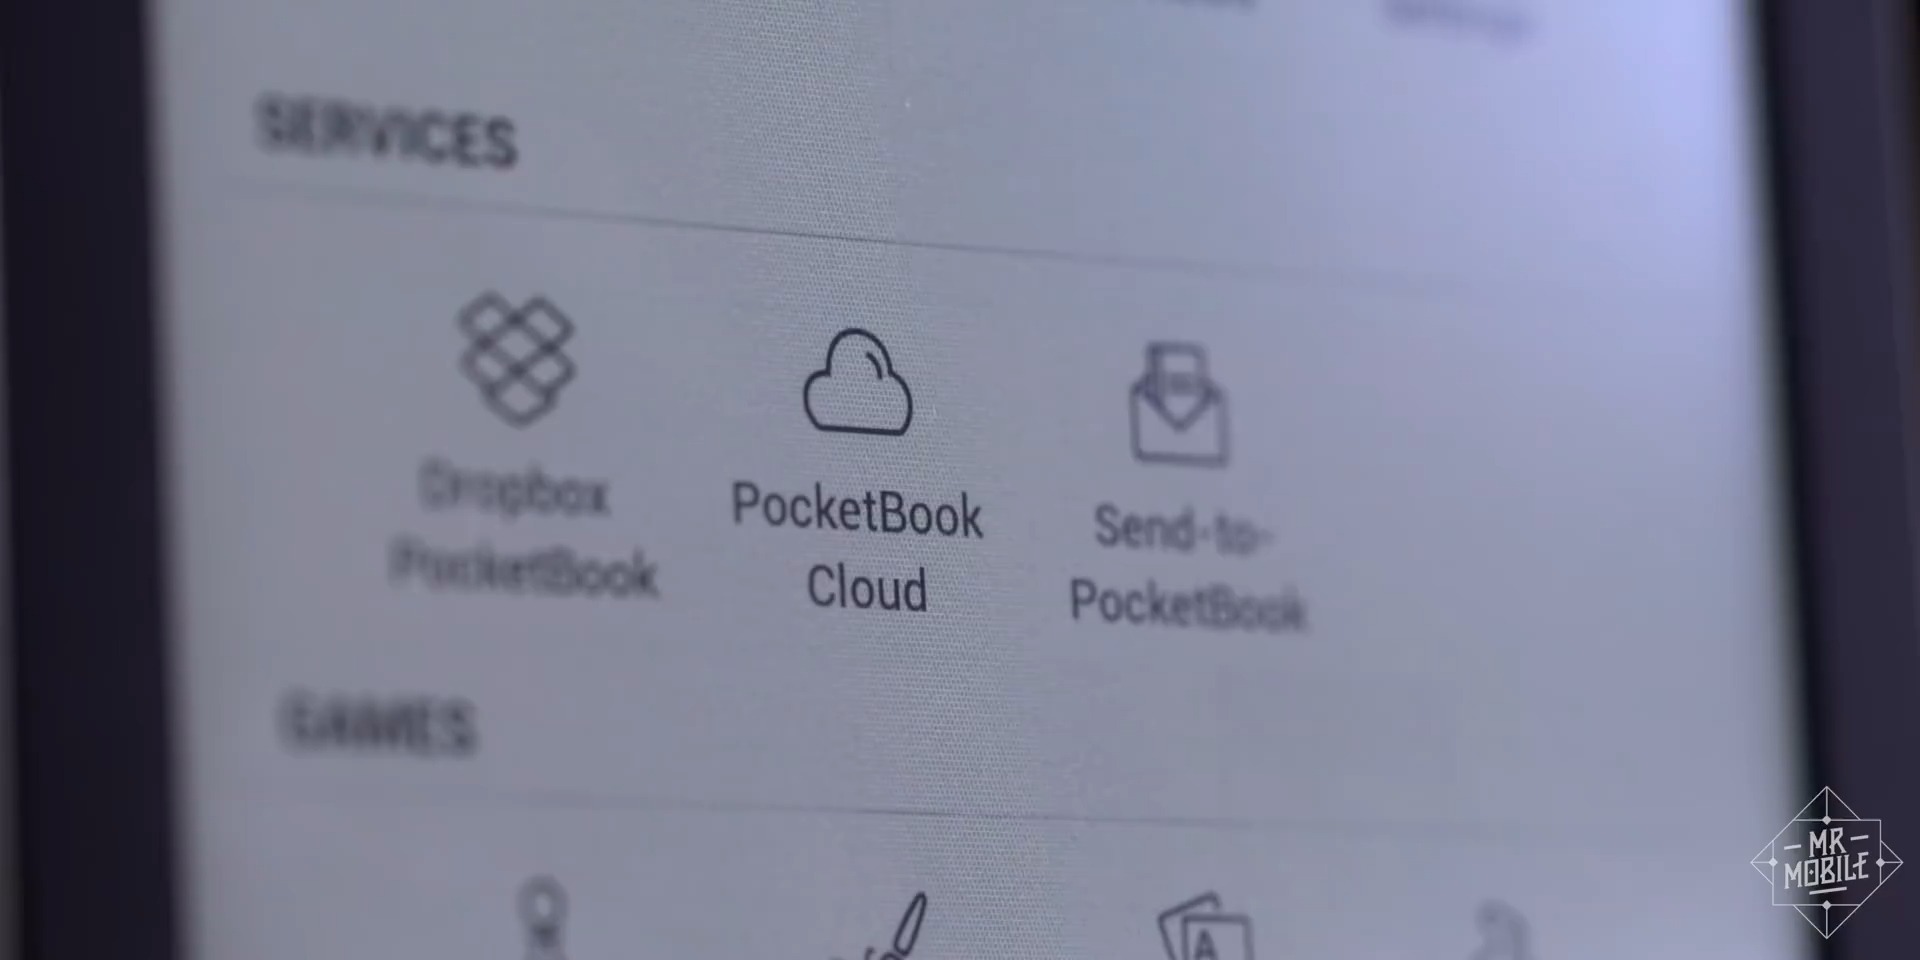 SERVICES
Dropbox
PocketBook
PocketBook
Cloud
Send-to-
PocketBook
GAMES
A
MR
MOBILE